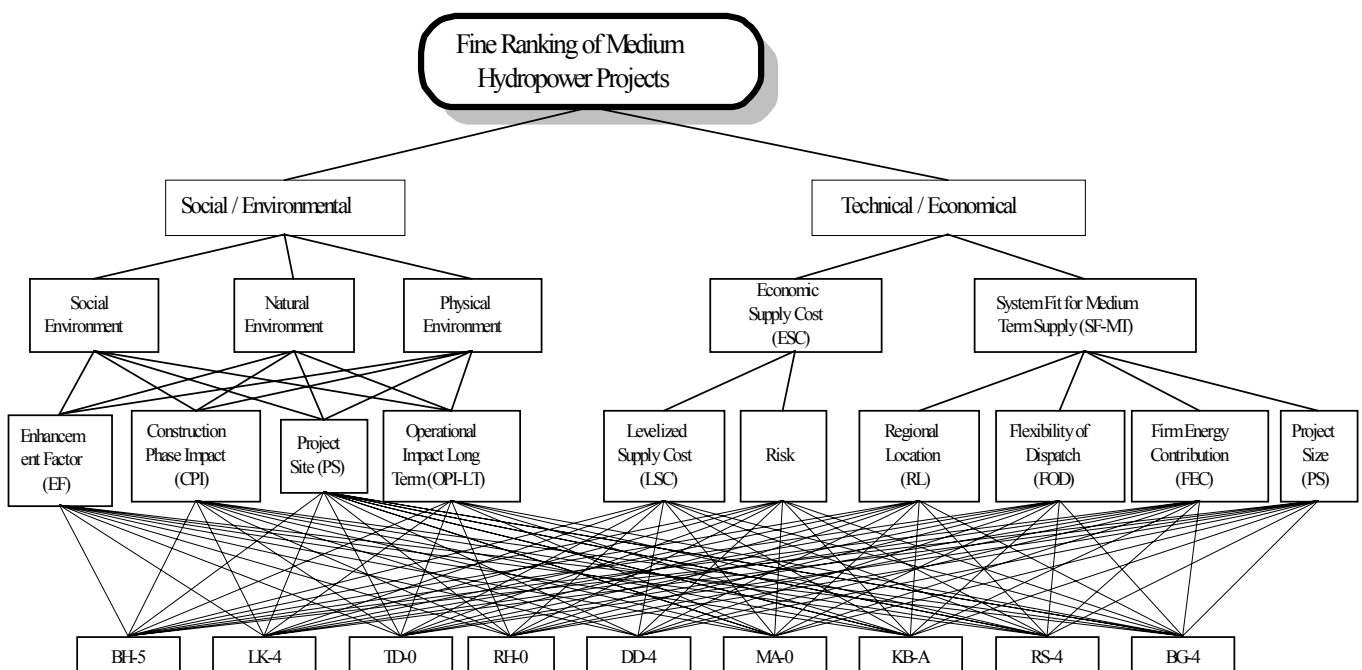 Fine Ranking of Medium
Hydropower Projects
Social / Environmental
Technical / Economical
Social
Environment
Natural
Environment
Physical
Environment
Economic
Supply Cost
(ESC)
System Fit for Medium
Term Supply (SF-MT)
Enhancem
ent Factor
(EF)
Construction
Phase Impact
(CPI)
Project
Site (PS)
Operational
Impact Long
Term (OPI-LT)
Levelized
Supply Cost
(LSC)
Risk
Regional
Location
(RL)
Flexibility of
Dispatch
(FOD)
Firm Energy
Contribution
(FEC)
Project
Size
(PS)
BH-5
LK-4
TD-0
RH-0
DD-4
MA-0
KB-A
RS-4
BG-4